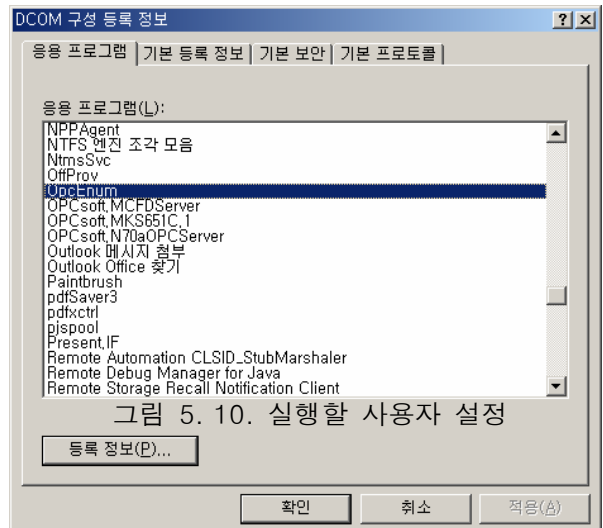 DCOM 구성 등록 정보
응용 프로그램 기본 등록 정보 기본 보안 기본 프로토콜
응용 프로그램(L):
NPPAgent
NTFS 엔진 조각 모음
NtmsSvc
OffProv
OpcEnum
OPCsoft.MCFDServer
OPCsoft.MKS651C.1
OPCsoft.N70aOPCServer
Outlook 메시지 첨부
Outlook Office 찾기
Paintbrush
pdfSaver3
pdfxctrl
pjspool
Present.IF
Remote Automation CLSID_StubMarshaler
Remote Debug Manager for Java
Remote Storage Recall Notification Client
그림 5.10. 실행할 사용자 설정
등록 정보(P)...
확인 취소 적용(A)